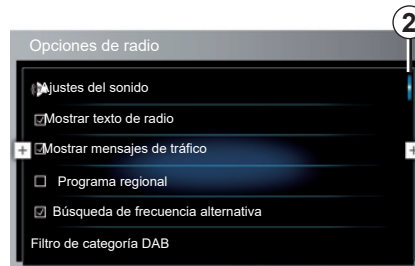 2
Opciones de radio
Ajustes del sonido
Mostrar texto de radio
Mostrar mensajes de tráfico
Programa regional
Búsqueda de frecuencia alternativa
Filtro de categoría DAB